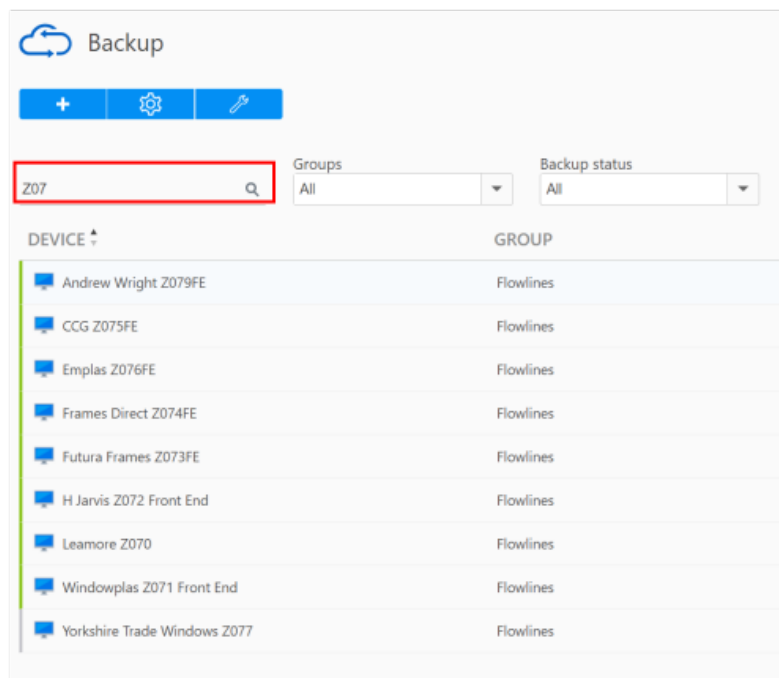 Backup
Groups Backup status
Z07 All All
DEVICE GROUP
Andrew Wright Z079FE Flowlines
CCG Z075FE Flowlines
Emplas Z076FE Flowlines
Frames Direct Z074FE Flowlines
Futura Frames Z073FE Flowlines
H Jarvis Z072 Front End Flowlines
Leamore Z070 Flowlines
Windowplas Z071 Front End Flowlines
Yorkshire Trade Windows Z077 Flowlines